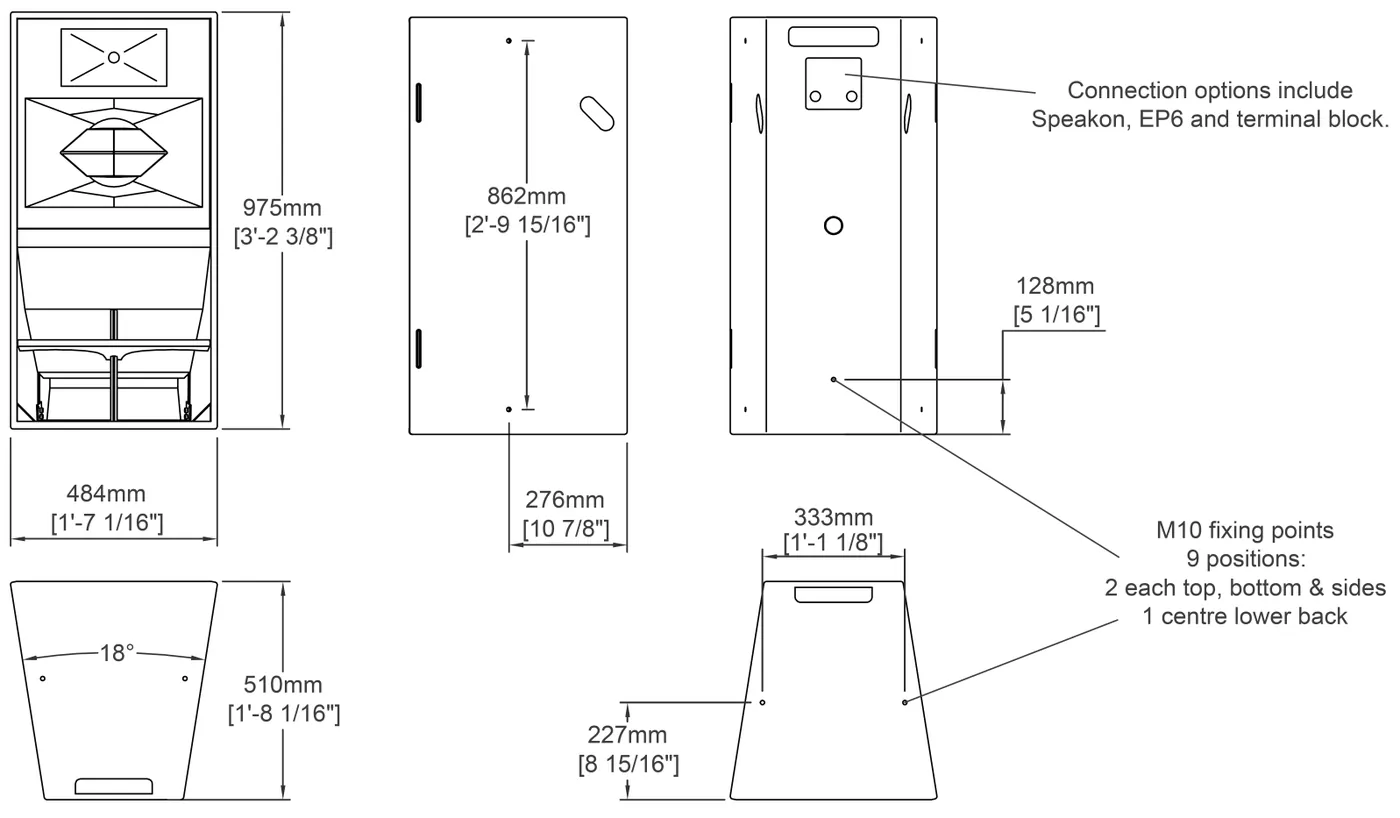 975mm
[3'-2 3/8"]
484mm
[1'-7 1/16"]
862mm
[2'-9 15/16"]
276mm
[10 7/8"]
Connection options include
Speakon, EP6 and terminal block.
128mm
[5 1/16"]
18°
510mm
[1'-8 1/16"]
333mm
[1'-1 1/8"]
227mm
[8 15/16"]
M10 fixing points
9 positions:
2 each top, bottom & sides
1 centre lower back